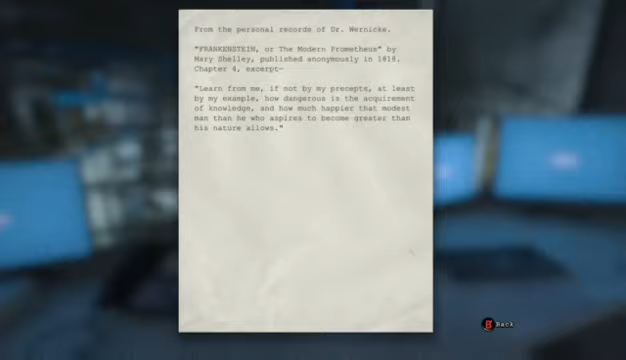 From the personal records of Dr. Wernicke.
"FRANKENSTEIN, or The Modern Prometheus" by
Mary Shelley, published anonymously in 1818.
Chapter 4, excerpt—
"Learn from me, if not by my precepts, at least
by my example, how dangerous is the acquirement
of knowledge, and how much happier that modest
man than he who aspires to become greater than
his nature allows."
B Back